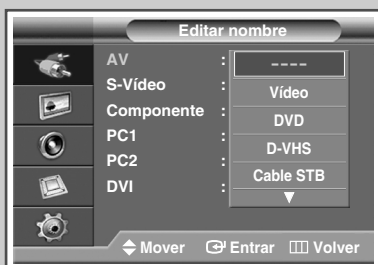 Editar nombre
AV : ----
S-Vídeo : Vídeo
Componente : DVD
PC1 : D-VHS
PC2 : Cable STB
DVI :
Mover Entrar Volver